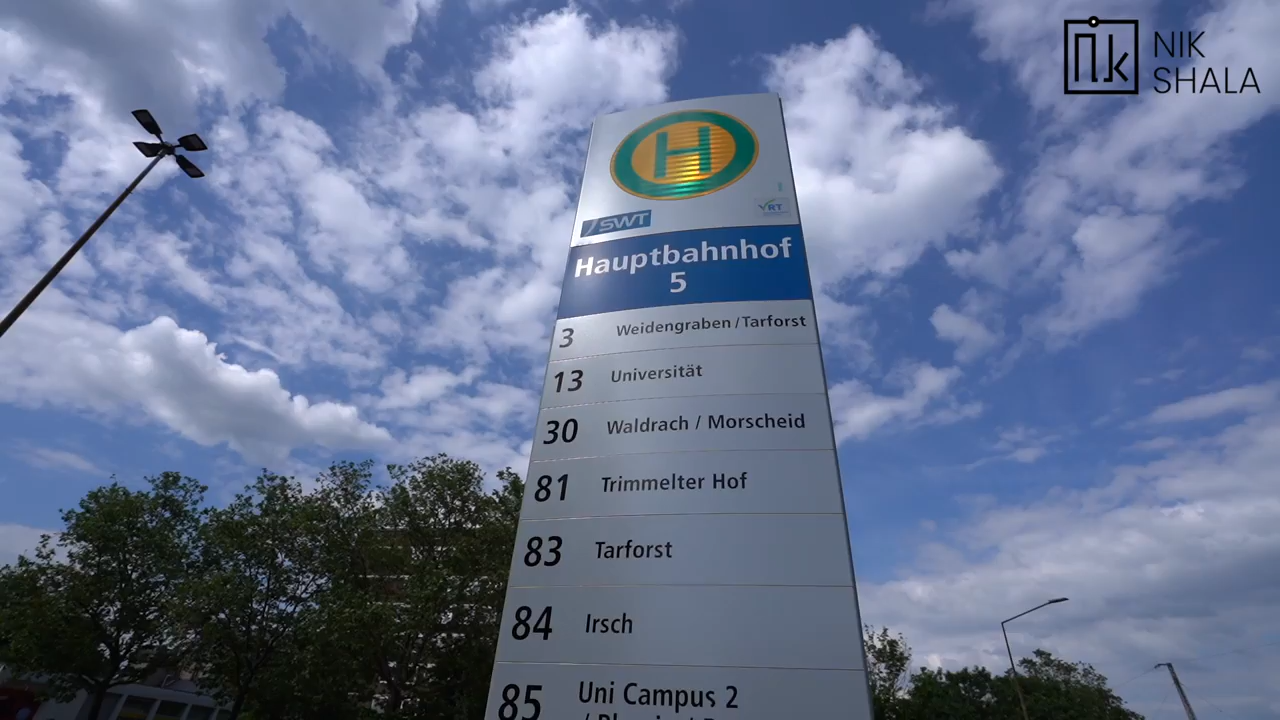 NIK
SHALA
H
SWT
VRT
Hauptbahnhof
5
3 Weidengraben / Tarforst
13 Universität
30 Waldrach / Morscheid
81 Trimmelter Hof
83 Tarforst
84 Irsch
85 Uni Campus 2